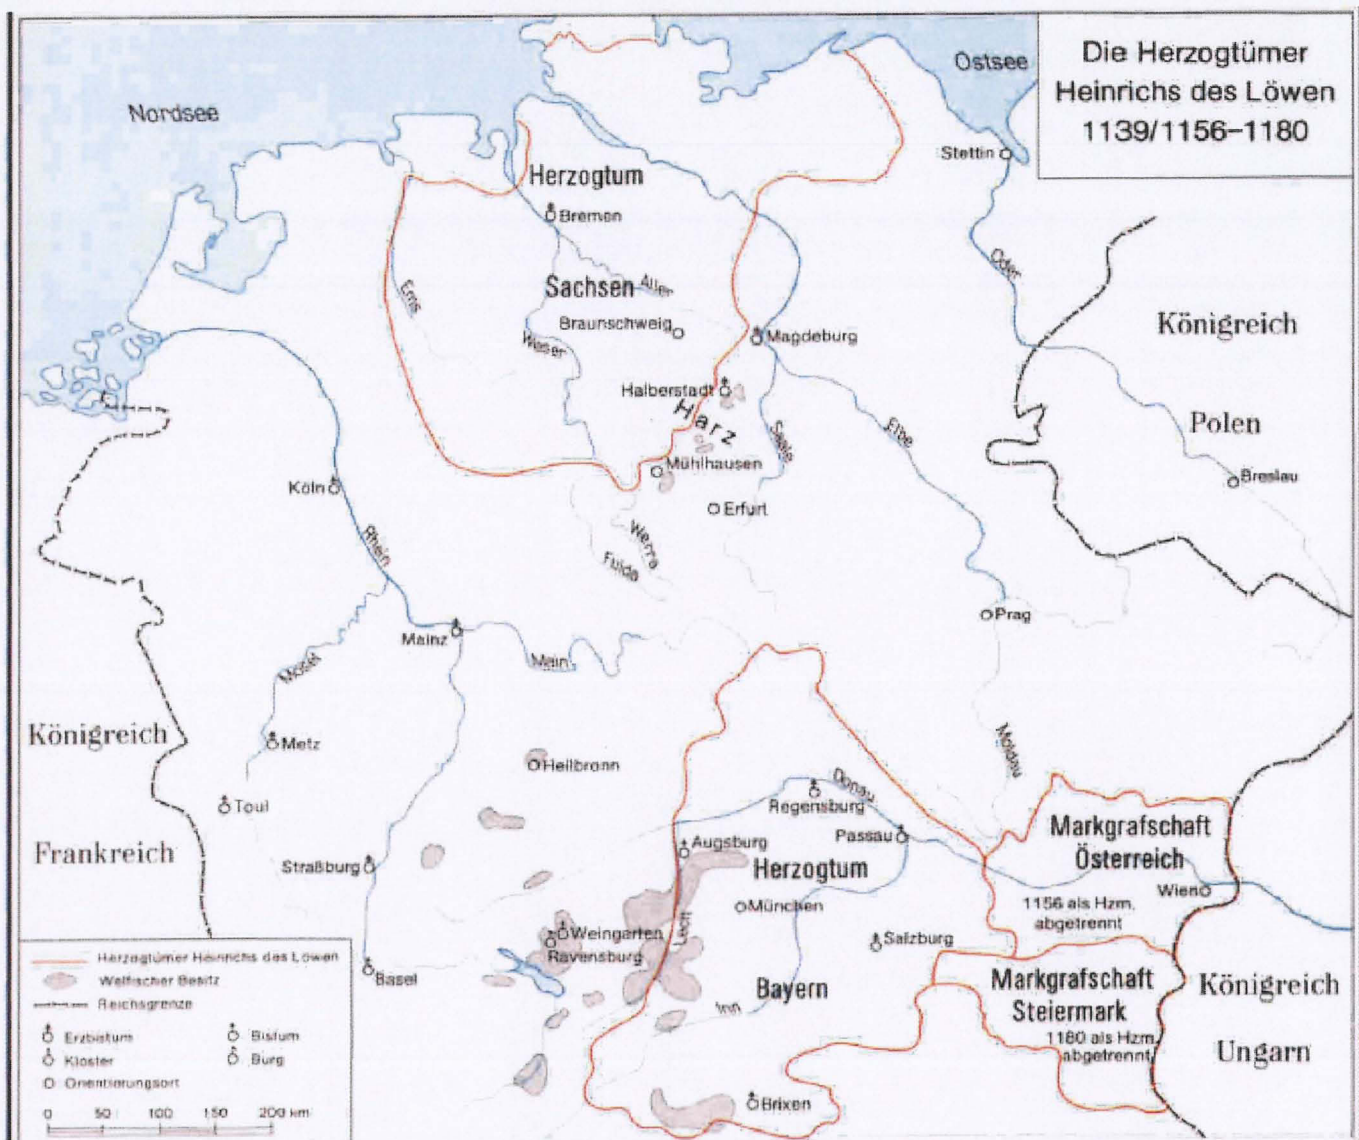 Die Herzogtümer
Heinrichs des Löwen
1139/1156–1180
Nordsee
Ostsee
Stettin
Herzogtum
Bremen
Oder
Ems
Sachsen
Aller
Braunschweig
Weser
Magdeburg
Königreich
Polen
Halberstadt
Harz
Saale
Elbe
Breslau
Mühlhausen
Köln
Erfurt
Rhein
Werra
Fulda
Prag
Mainz
Main
Mosel
Königreich
Frankreich
Metz
Moldau
Heilbronn
Toul
Donau
Regensburg
Passau
Markgrafschaft
Österreich
Augsburg
Straßburg
Herzogtum
Wien
1156 als Hzm.
abgetrennt
München
Lech
Weingarten
Ravensburg
Salzburg
Basel
Bayern
Markgrafschaft
Steiermark
1180 als Hzm.
abgetrennt
Königreich
Ungarn
Inn
Brixen
Herzogtümer Heinrichs des Löwen
Welfischer Besitz
Reichsgrenze
Erzbistum
Bistum
Kloster
Burg
Orientierungsort
0 50 100 150 200 km